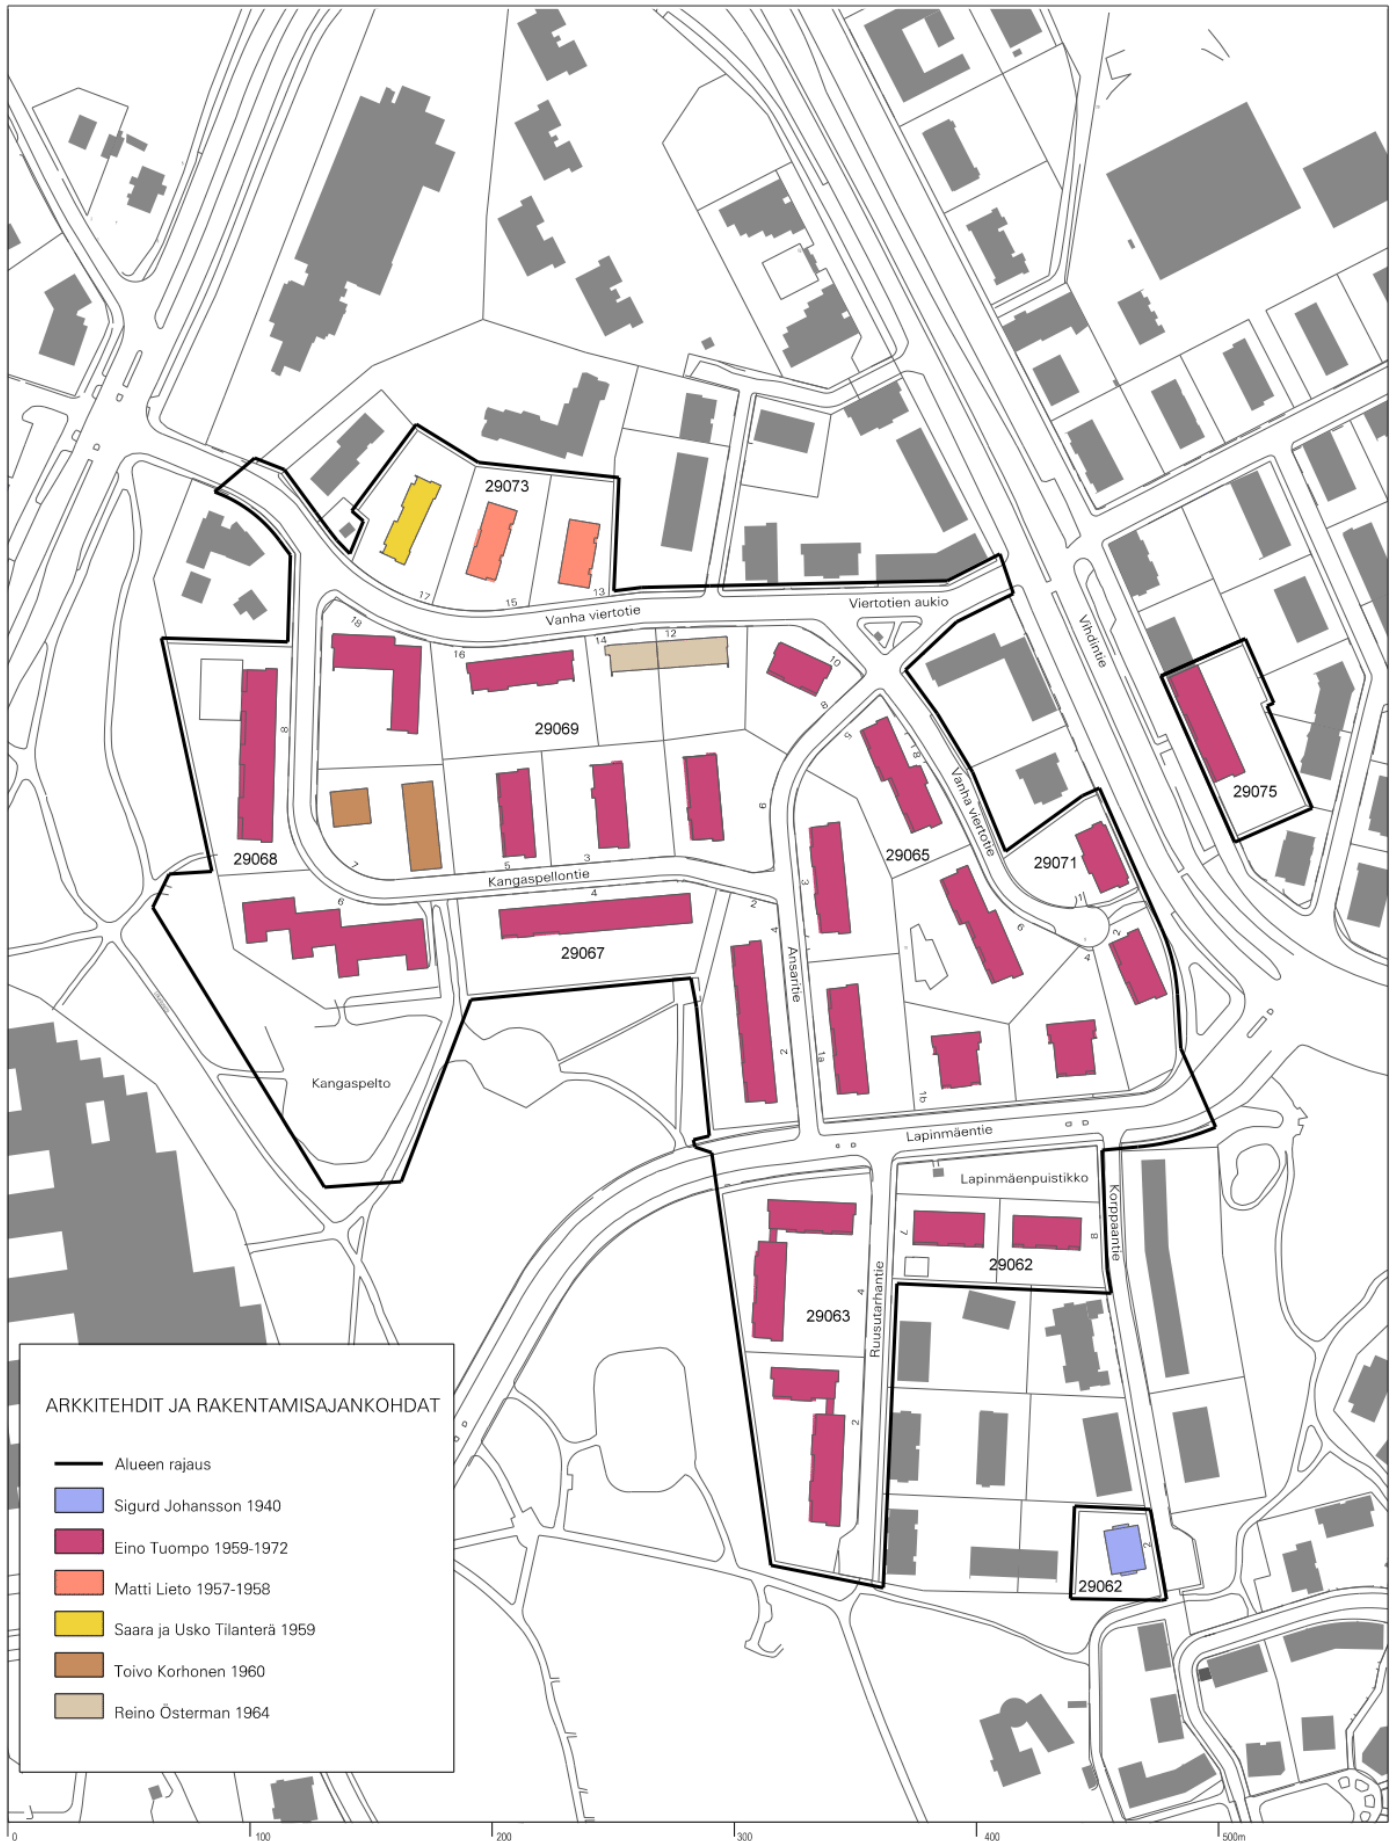 29073
17
15
13
Vanha viertotie
Viertotien aukio
Vihdintie
18
16
14
12
10
8
8
29069
5
18
Vanha viertotie
29075
29068
7
5
3
6
29065
29071
Kangaspellontie
3
11
6
4
2
4
6
4
2
29067
Ansaritie
Kangaspelto
2
1a
1b
Lapinmäentie
Lapinmäenpuistikko
Korppaantie
7
8
29062
4
29063
Ruusutarhantie
2
2
29062
ARKKITEHDIT JA RAKENTAMISAJANKOHDAT
Alueen rajaus
Sigurd Johansson 1940
Eino Tuompo 1959-1972
Matti Lieto 1957-1958
Saara ja Usko Tilanterä 1959
Toivo Korhonen 1960
Reino Österman 1964
0 100 200 300 400 500m